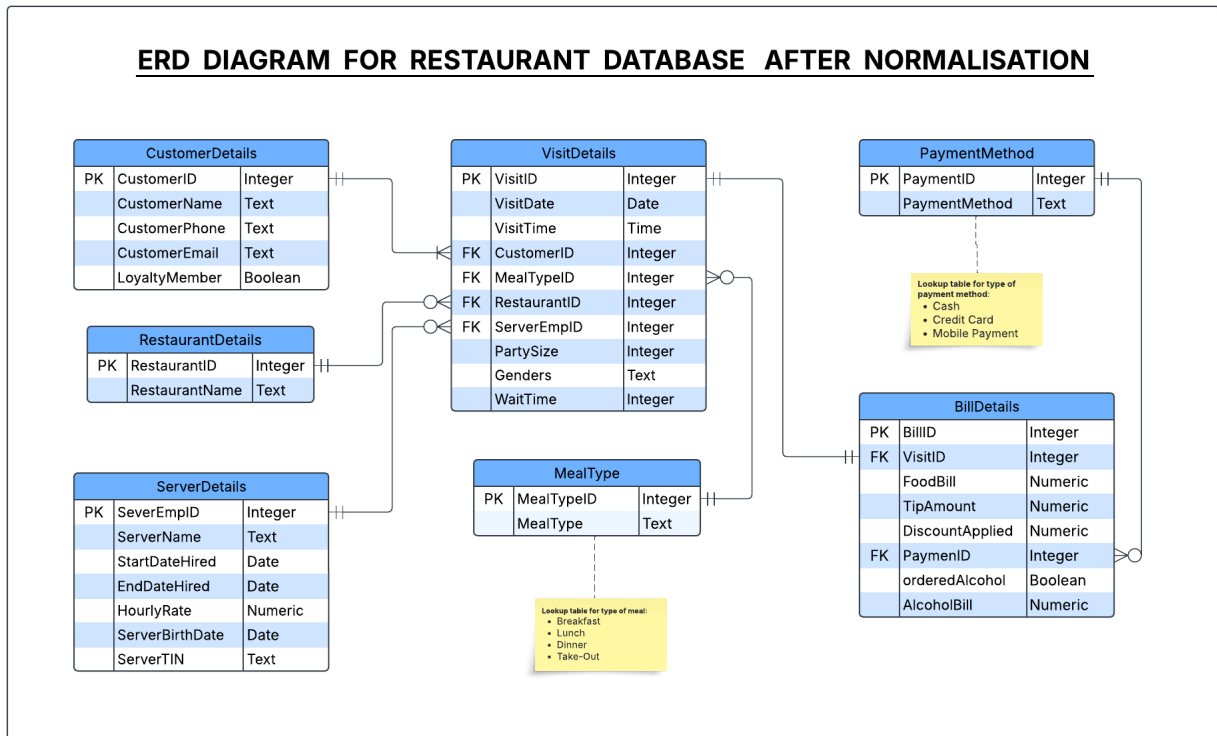 ERD DIAGRAM FOR RESTAURANT DATABASE AFTER NORMALISATION
CustomerDetails
PK CustomerID Integer
CustomerName Text
CustomerPhone Text
CustomerEmail Text
LoyaltyMember Boolean
RestaurantDetails
PK RestaurantID Integer
RestaurantName Text
ServerDetails
PK SeverEmpID Integer
ServerName Text
StartDateHired Date
EndDateHired Date
HourlyRate Numeric
ServerBirthDate Date
ServerTIN Text
VisitDetails
PK VisitID Integer
VisitDate Date
VisitTime Time
FK CustomerID Integer
FK MealTypeID Integer
FK RestaurantID Integer
FK ServerEmpID Integer
PartySize Integer
Genders Text
WaitTime Integer
MealType
PK MealTypeID Integer
MealType Text
Lookup table for type of meal:
• Breakfast
• Lunch
• Dinner
• Take-Out
PaymentMethod
PK PaymentID Integer
PaymentMethod Text
Lookup table for type of
payment method:
• Cash
• Credit Card
• Mobile Payment
BillDetails
PK BillID Integer
FK VisitID Integer
FoodBill Numeric
TipAmount Numeric
DiscountApplied Numeric
FK PaymenID Integer
orderedAlcohol Boolean
AlcoholBill Numeric